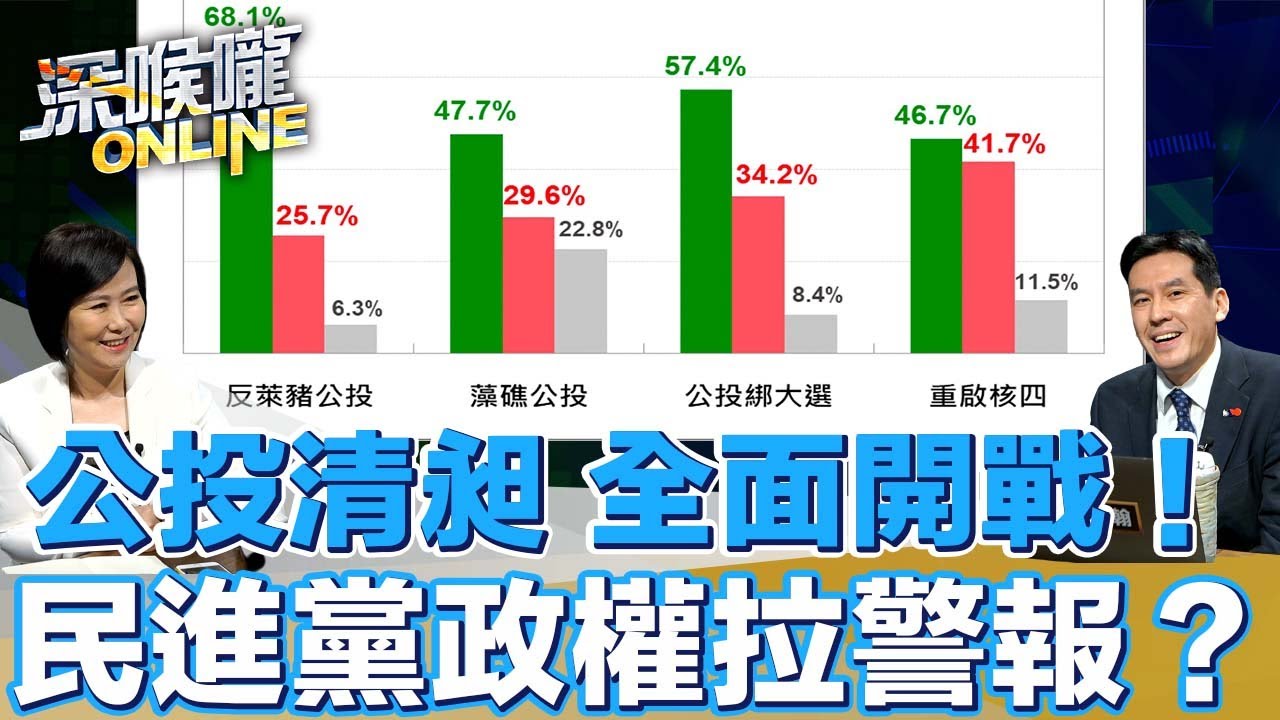 深喉嚨
ONLINE
68.1%
25.7%
6.3%
47.7%
29.6%
22.8%
57.4%
34.2%
8.4%
46.7%
41.7%
11.5%
反萊豬公投
藻礁公投
公投綁大選
重啟核四
翰
公投清昶 全面開戰！
民進黨政權拉警報？